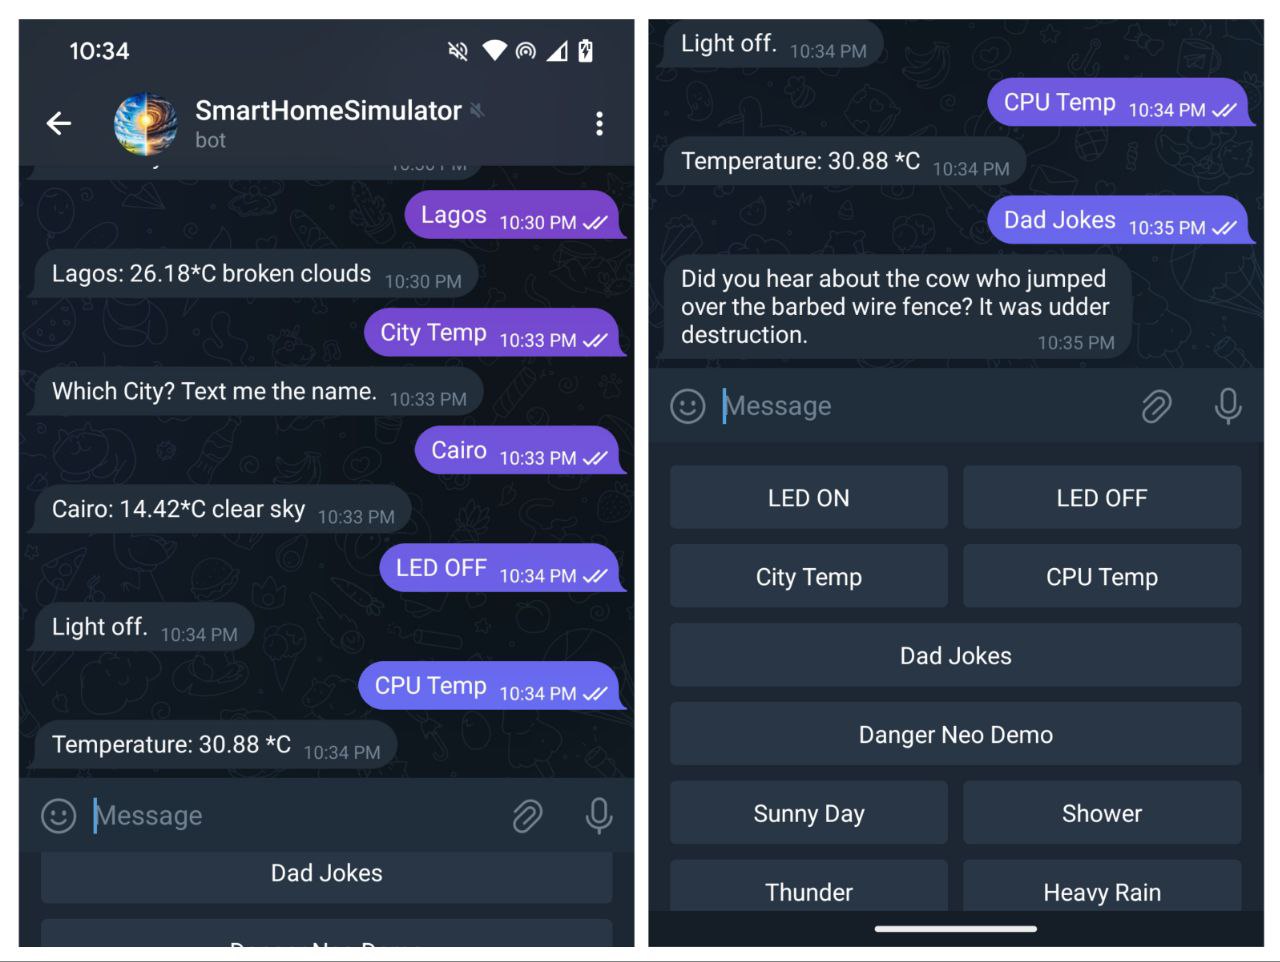 10:34
SmartHomeSimulator
bot
Lagos 10:30 PM
Lagos: 26.18*C broken clouds 10:30 PM
City Temp 10:33 PM
Which City? Text me the name. 10:33 PM
Cairo 10:33 PM
Cairo: 14.42*C clear sky 10:33 PM
LED OFF 10:34 PM
Light off. 10:34 PM
CPU Temp 10:34 PM
Temperature: 30.88 *C 10:34 PM
Message
Dad Jokes
Light off. 10:34 PM
CPU Temp 10:34 PM
Temperature: 30.88 *C 10:34 PM
Dad Jokes 10:35 PM
Did you hear about the cow who jumped
over the barbed wire fence? It was udder
destruction. 10:35 PM
Message
LED ON LED OFF
City Temp CPU Temp
Dad Jokes
Danger Neo Demo
Sunny Day Shower
Thunder Heavy Rain